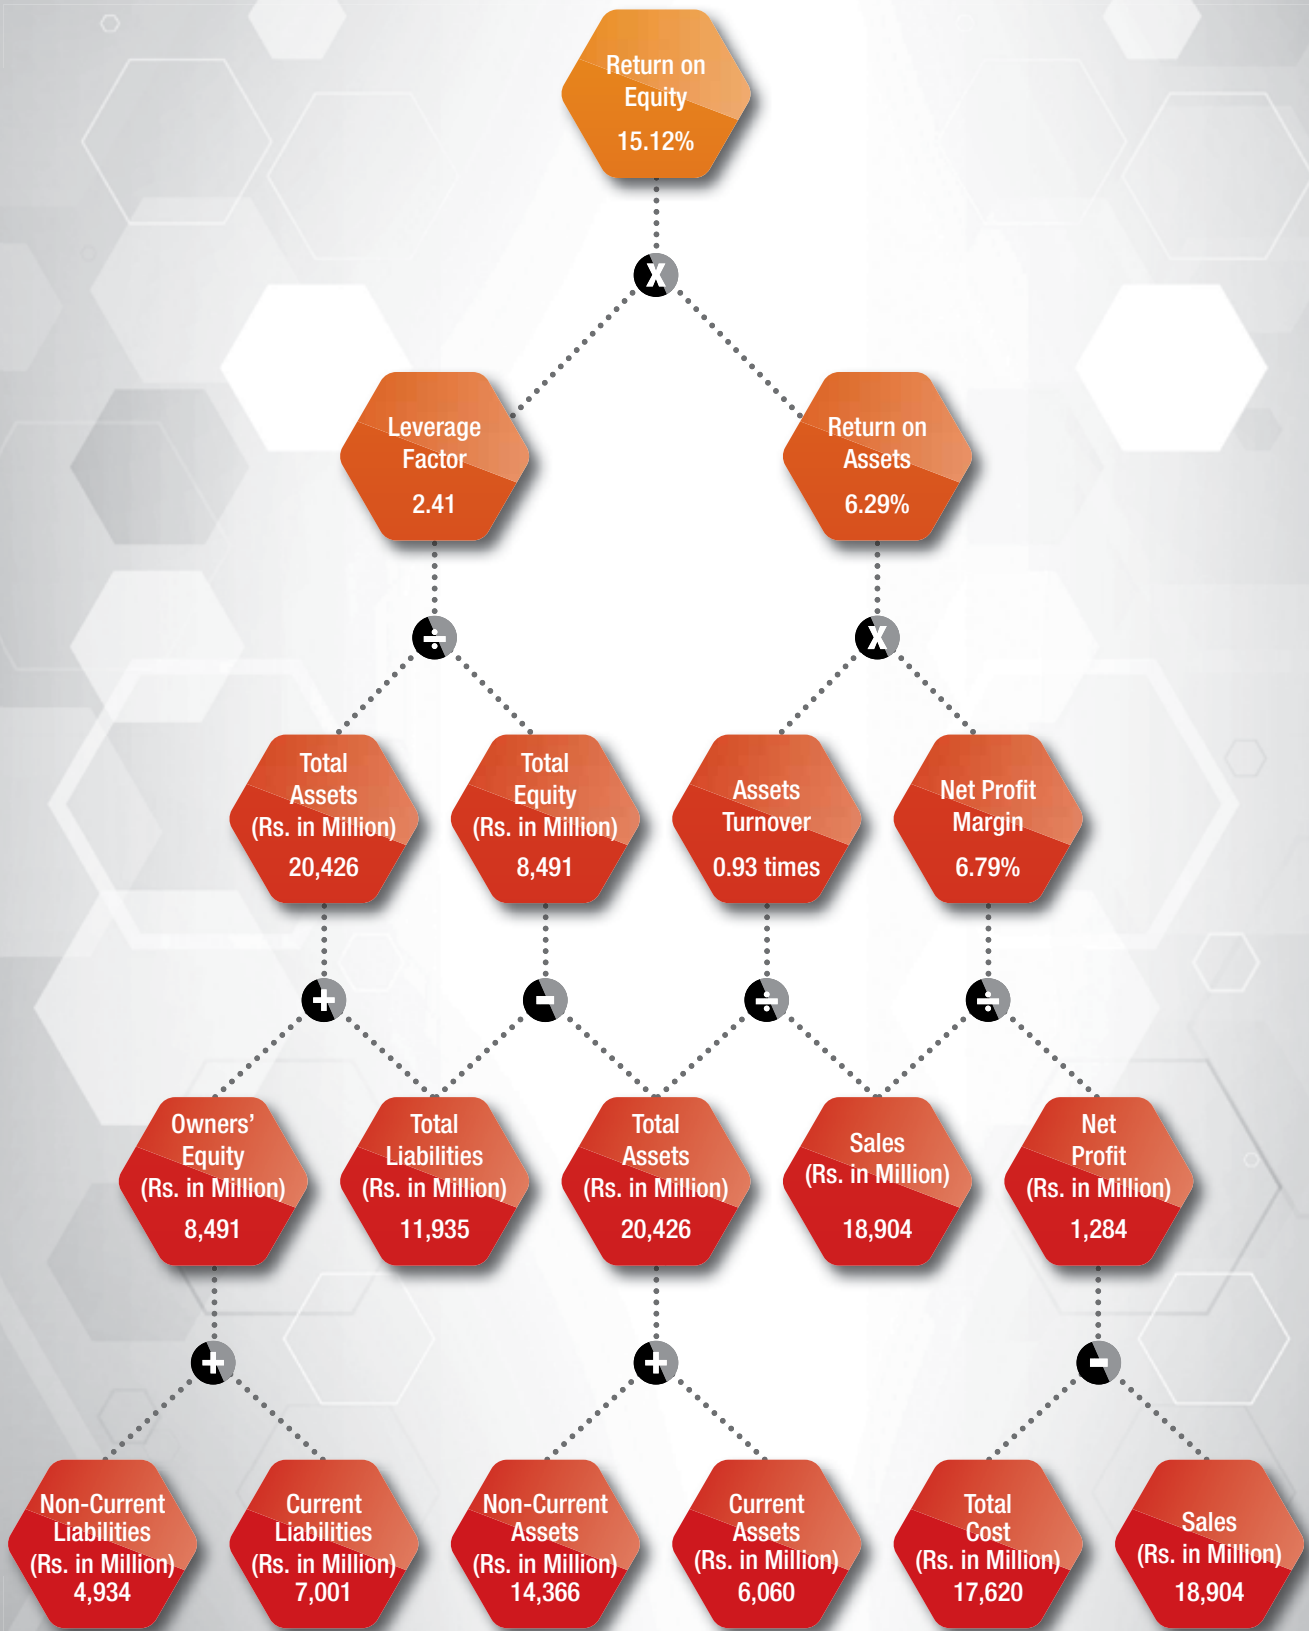 Return on
Equity
15.12%
X
Leverage
Factor
2.41
Return on
Assets
6.29%
÷
X
Total
Assets
(Rs. in Million)
20,426
Total
Equity
(Rs. in Million)
8,491
Assets
Turnover
0.93 times
Net Profit
Margin
6.79%
+
-
÷
÷
Owners'
Equity
(Rs. in Million)
8,491
Total
Liabilities
(Rs. in Million)
11,935
Total
Assets
(Rs. in Million)
20,426
Sales
(Rs. in Million)
18,904
Net
Profit
(Rs. in Million)
1,284
+
+
-
Non-Current
Liabilities
(Rs. in Million)
4,934
Current
Liabilities
(Rs. in Million)
7,001
Non-Current
Assets
(Rs. in Million)
14,366
Current
Assets
(Rs. in Million)
6,060
Total
Cost
(Rs. in Million)
17,620
Sales
(Rs. in Million)
18,904